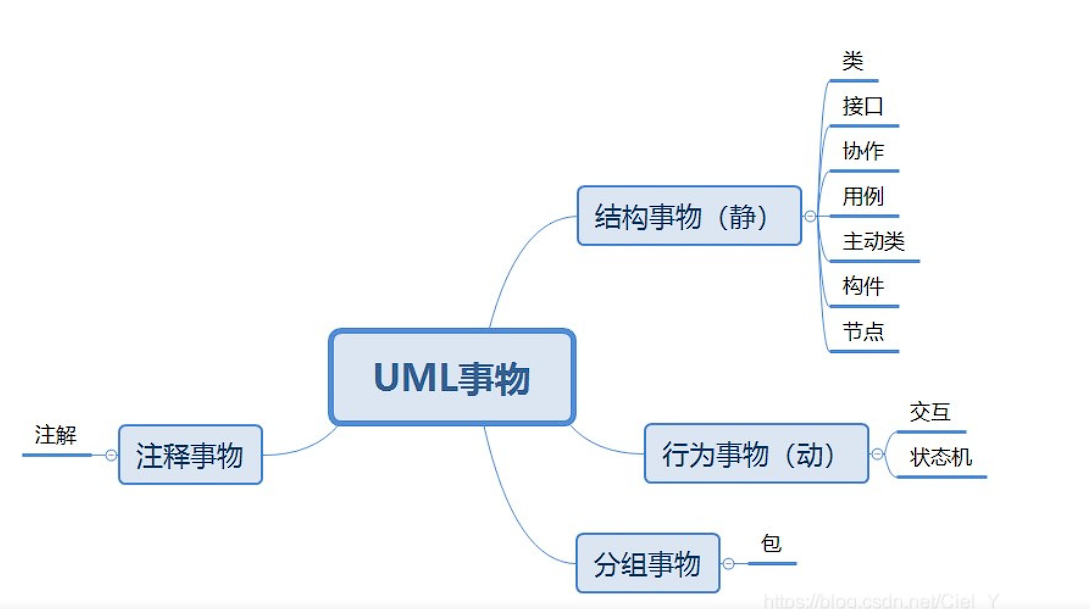 UML事物
结构事物（静）
类
接口
协作
用例
主动类
构件
节点
行为事物（动）
交互
状态机
分组事物
包
注释事物
注解
https://blog.csdn.net/Ciel_Y